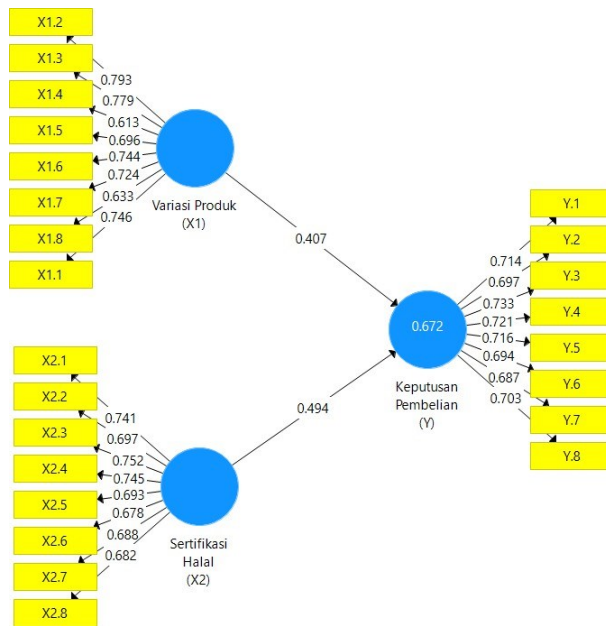 X1.2
X1.3
X1.4
X1.5
X1.6
X1.7
X1.8
X1.1
0.793
0.779
0.613
0.696
0.744
0.724
0.633
0.746
Variasi Produk
(X1)
0.407
X2.1
X2.2
X2.3
X2.4
X2.5
X2.6
X2.7
X2.8
0.741
0.697
0.752
0.745
0.693
0.678
0.688
0.682
Sertifikasi
Halal
(X2)
0.494
0.672
Keputusan
Pembelian
(Y)
0.714
0.697
0.733
0.721
0.716
0.694
0.687
0.703
Y.1
Y.2
Y.3
Y.4
Y.5
Y.6
Y.7
Y.8